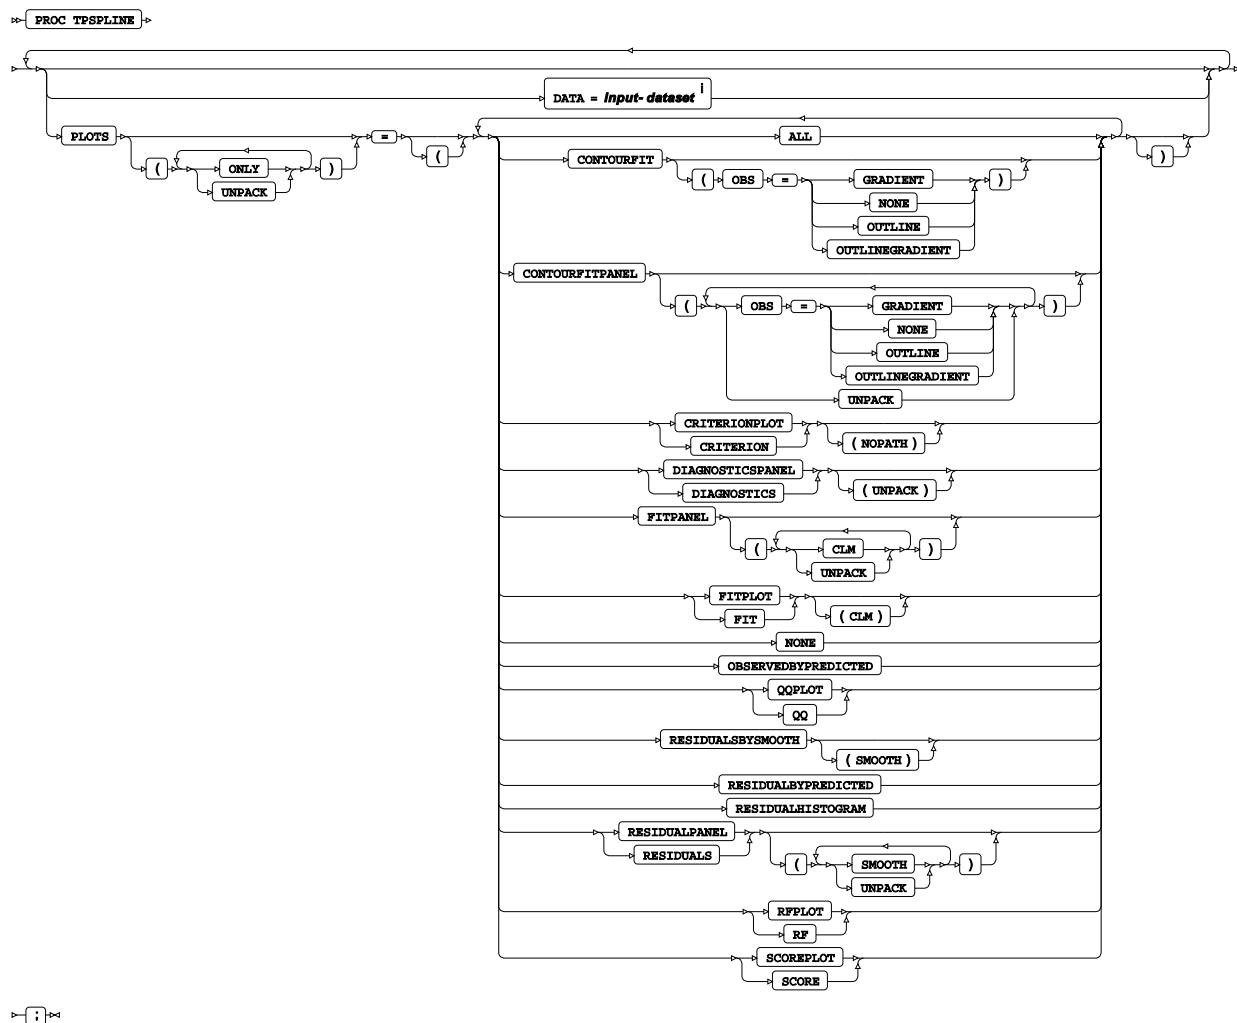 PROC TPSPLINE
DATA = input- dataset i
PLOTS = ALL
( ONLY ) (  )
UNPACK
CONTOURFIT
( OBS = GRADIENT )
NONE
OUTLINE
OUTLINEGRADIENT
CONTOURFITPANEL
( OBS = GRADIENT )
NONE
OUTLINE
OUTLINEGRADIENT
UNPACK
CRITERIONPLOT
CRITERION ( NOPATH )
DIAGNOSTICSPANEL
DIAGNOSTICS ( UNPACK )
FITPANEL
( CLM )
UNPACK
FITPLOT
FIT ( CLM )
NONE
OBSERVEDBYPREDICTED
QQPLOT
QQ
RESIDUALSBYSMOOTH
( SMOOTH )
RESIDUALBYPREDICTED
RESIDUALHISTOGRAM
RESIDUALPANEL
RESIDUALS
( SMOOTH )
UNPACK
RFPLOT
RF
SCOREPLOT
SCORE
;